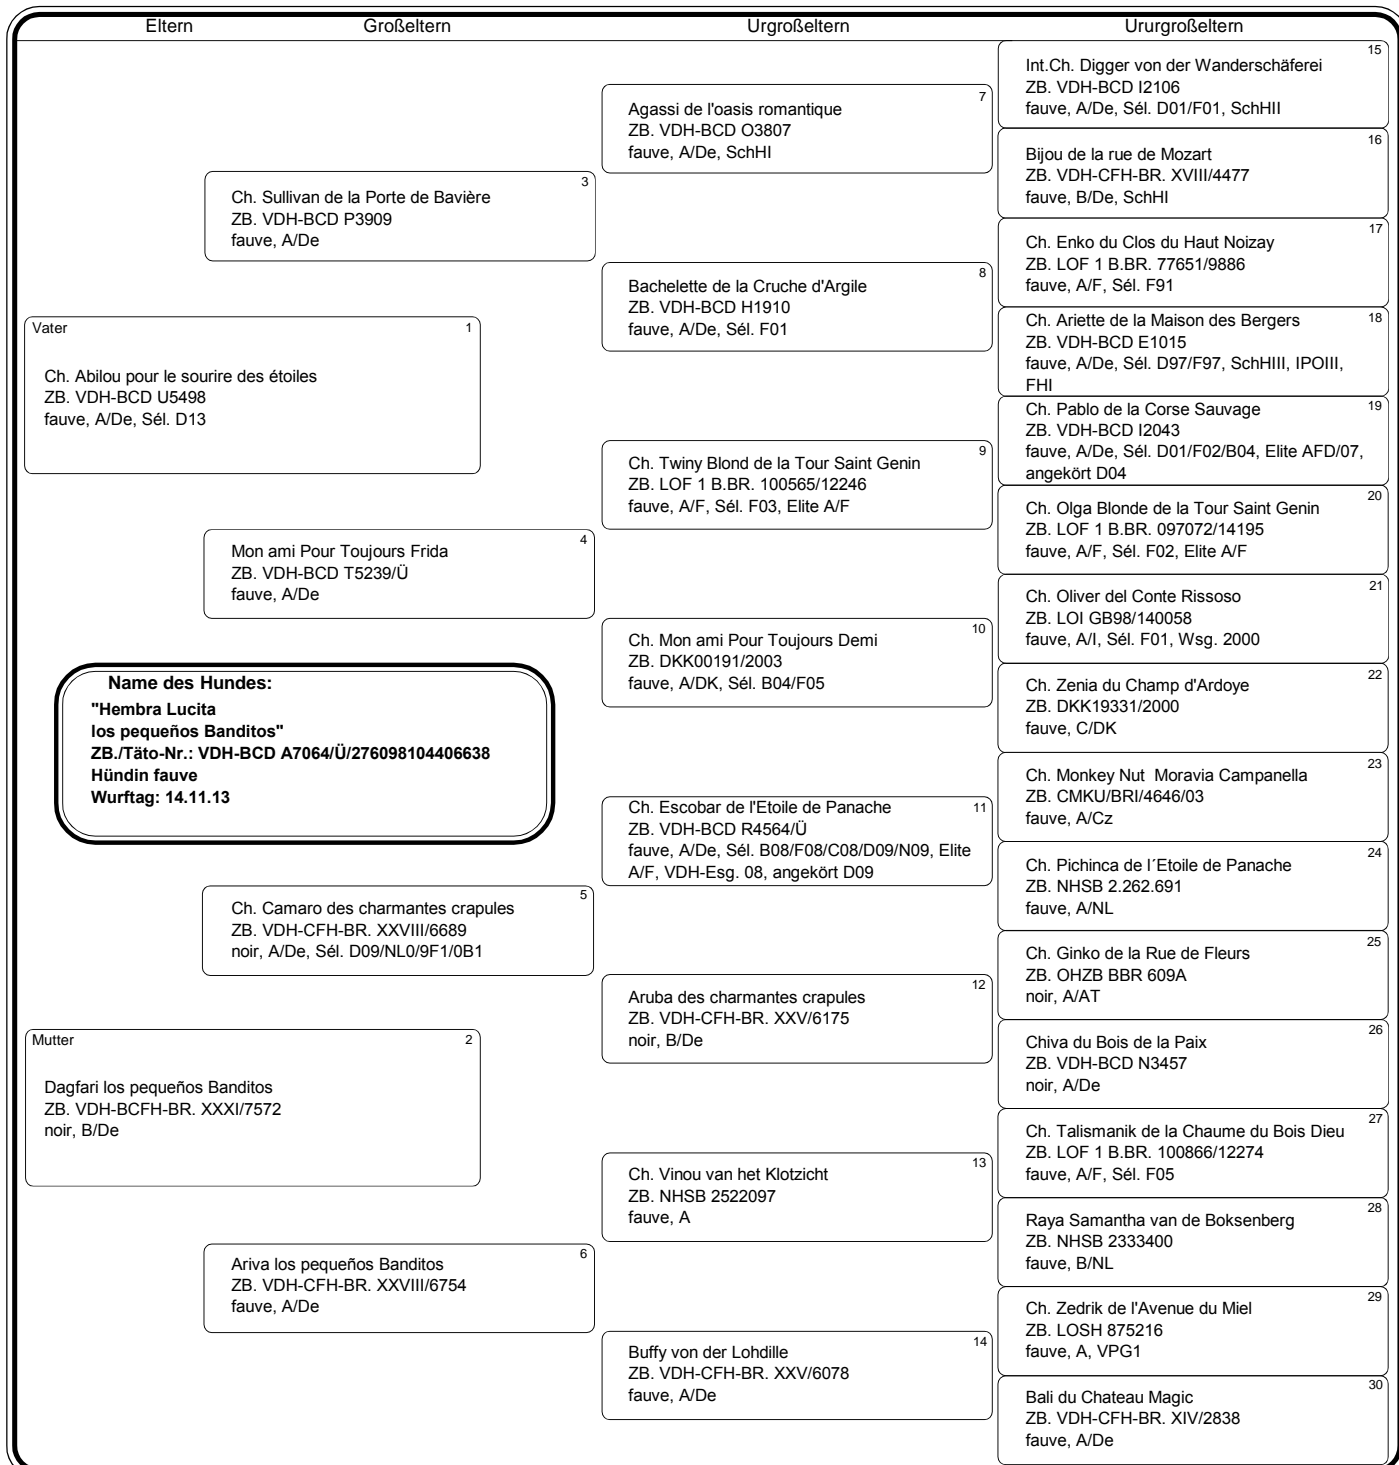 Eltern Großeltern Urgroßeltern Ururgroßeltern
Vater 1
Ch. Abilou pour le sourire des étoiles
ZB. VDH-BCD U5498
fauve, A/De, Sél. D13
Name des Hundes:
"Hembra Lucita
los pequeños Banditos"
ZB./Täto-Nr.: VDH-BCD A7064/Ü/276098104406638
Hündin fauve
Wurftag: 14.11.13
Mutter 2
Dagfari los pequeños Banditos
ZB. VDH-BCFH-BR. XXXI/7572
noir, B/De
3
Ch. Sullivan de la Porte de Bavière
ZB. VDH-BCD P3909
fauve, A/De
4
Mon ami Pour Toujours Frida
ZB. VDH-BCD T5239/Ü
fauve, A/De
5
Ch. Camaro des charmantes crapules
ZB. VDH-CFH-BR. XXVIII/6689
noir, A/De, Sél. D09/NL0/9F1/0B1
6
Ariva los pequeños Banditos
ZB. VDH-CFH-BR. XXVIII/6754
fauve, A/De
7
Agassi de l'oasis romantique
ZB. VDH-BCD O3807
fauve, A/De, SchHI
8
Bachelette de la Cruche d'Argile
ZB. VDH-BCD H1910
fauve, A/De, Sél. F01
9
Ch. Twiny Blond de la Tour Saint Genin
ZB. LOF 1 B.BR. 100565/12246
fauve, A/F, Sél. F03, Elite A/F
10
Ch. Mon ami Pour Toujours Demi
ZB. DKK00191/2003
fauve, A/DK, Sél. B04/F05
11
Ch. Escobar de l'Etoile de Panache
ZB. VDH-BCD R4564/Ü
fauve, A/De, Sél. B08/F08/C08/D09/N09, Elite
A/F, VDH-Esg. 08, angekört D09
12
Aruba des charmantes crapules
ZB. VDH-CFH-BR. XXV/6175
noir, B/De
13
Ch. Vinou van het Klotzicht
ZB. NHSB 2522097
fauve, A
14
Buffy von der Lohdille
ZB. VDH-CFH-BR. XXV/6078
fauve, A/De
15
Int.Ch. Digger von der Wanderschäferei
ZB. VDH-BCD I2106
fauve, A/De, Sél. D01/F01, SchHII
16
Bijou de la rue de Mozart
ZB. VDH-CFH-BR. XVIII/4477
fauve, B/De, SchHI
17
Ch. Enko du Clos du Haut Noizay
ZB. LOF 1 B.BR. 77651/9886
fauve, A/F, Sél. F91
18
Ch. Ariette de la Maison des Bergers
ZB. VDH-BCD E1015
fauve, A/De, Sél. D97/F97, SchHIII, IPOIII,
FHI
19
Ch. Pablo de la Corse Sauvage
ZB. VDH-BCD I2043
fauve, A/De, Sél. D01/F02/B04, Elite AFD/07,
angekört D04
20
Ch. Olga Blonde de la Tour Saint Genin
ZB. LOF 1 B.BR. 097072/14195
fauve, A/F, Sél. F02, Elite A/F
21
Ch. Oliver del Conte Rissoso
ZB. LOI GB98/140058
fauve, A/I, Sél. F01, Wsg. 2000
22
Ch. Zenia du Champ d'Ardoye
ZB. DKK19331/2000
fauve, C/DK
23
Ch. Monkey Nut Moravia Campanella
ZB. CMKU/BRI/4646/03
fauve, A/Cz
24
Ch. Pichinca de l´Etoile de Panache
ZB. NHSB 2.262.691
fauve, A/NL
25
Ch. Ginko de la Rue de Fleurs
ZB. OHZB BBR 609A
noir, A/AT
26
Chiva du Bois de la Paix
ZB. VDH-BCD N3457
noir, A/De
27
Ch. Talismanik de la Chaume du Bois Dieu
ZB. LOF 1 B.BR. 100866/12274
fauve, A/F, Sél. F05
28
Raya Samantha van de Boksenberg
ZB. NHSB 2333400
fauve, B/NL
29
Ch. Zedrik de l'Avenue du Miel
ZB. LOSH 875216
fauve, A, VPG1
30
Bali du Chateau Magic
ZB. VDH-CFH-BR. XIV/2838
fauve, A/De